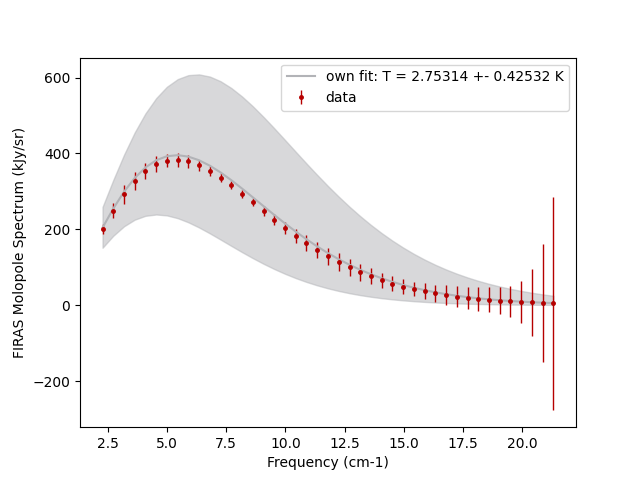 own fit: T = 2.75314 +- 0.42532 K
data
FIRAS Molopole Spectrum (kJy/sr)
600
400
200
0
−200
2.5 5.0 7.5 10.0 12.5 15.0 17.5 20.0
Frequency (cm-1)